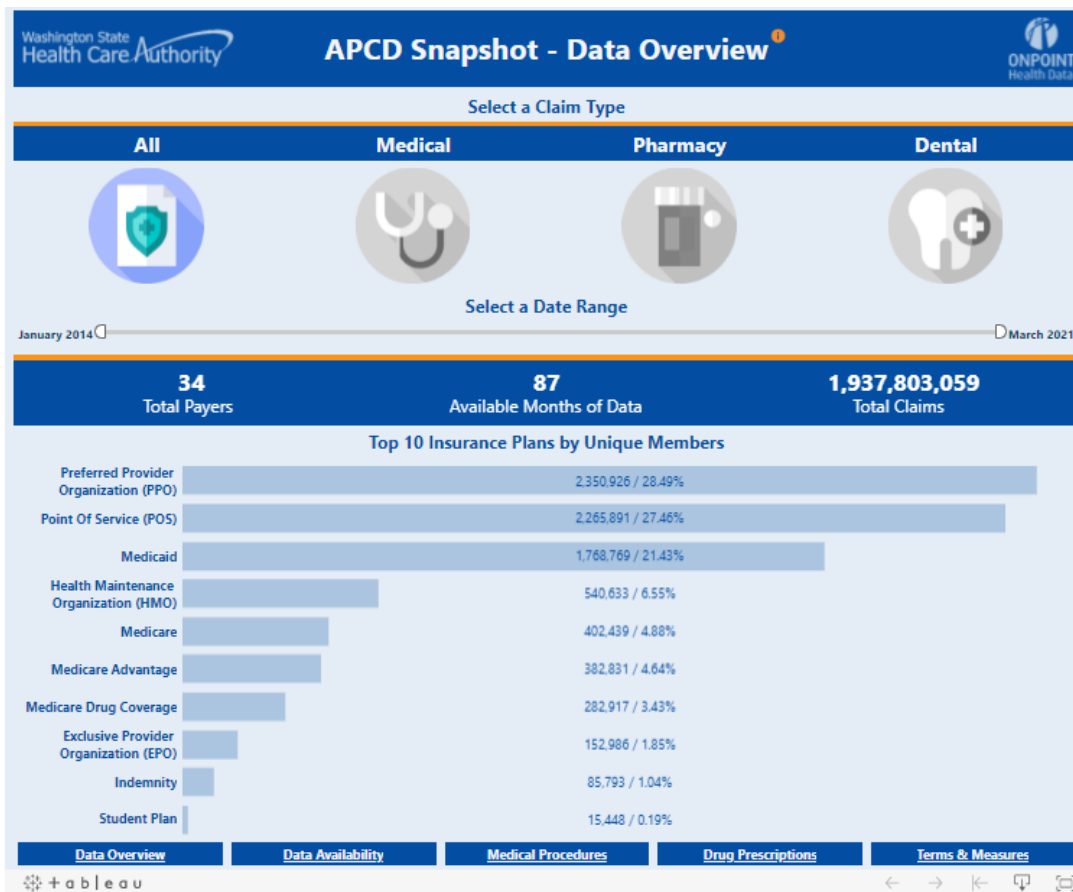 Washington State
Health Care Authority
APCD Snapshot - Data Overview
i
ONPOINT
Health Data
Select a Claim Type
All
Medical
Pharmacy
Dental
Select a Date Range
January 2014
March 2021
34
Total Payers
87
Available Months of Data
1,937,803,059
Total Claims
Top 10 Insurance Plans by Unique Members
Preferred Provider
Organization (PPO)
2,350,926 / 28.49%
Point Of Service (POS)
2,265,891 / 27.46%
Medicaid
1,768,769 / 21.43%
Health Maintenance
Organization (HMO)
540,633 / 6.55%
Medicare
402,439 / 4.88%
Medicare Advantage
382,831 / 4.64%
Medicare Drug Coverage
282,917 / 3.43%
Exclusive Provider
Organization (EPO)
152,986 / 1.85%
Indemnity
85,793 / 1.04%
Student Plan
15,448 / 0.19%
Data Overview
Data Availability
Medical Procedures
Drug Prescriptions
Terms & Measures
+ a b l e a u